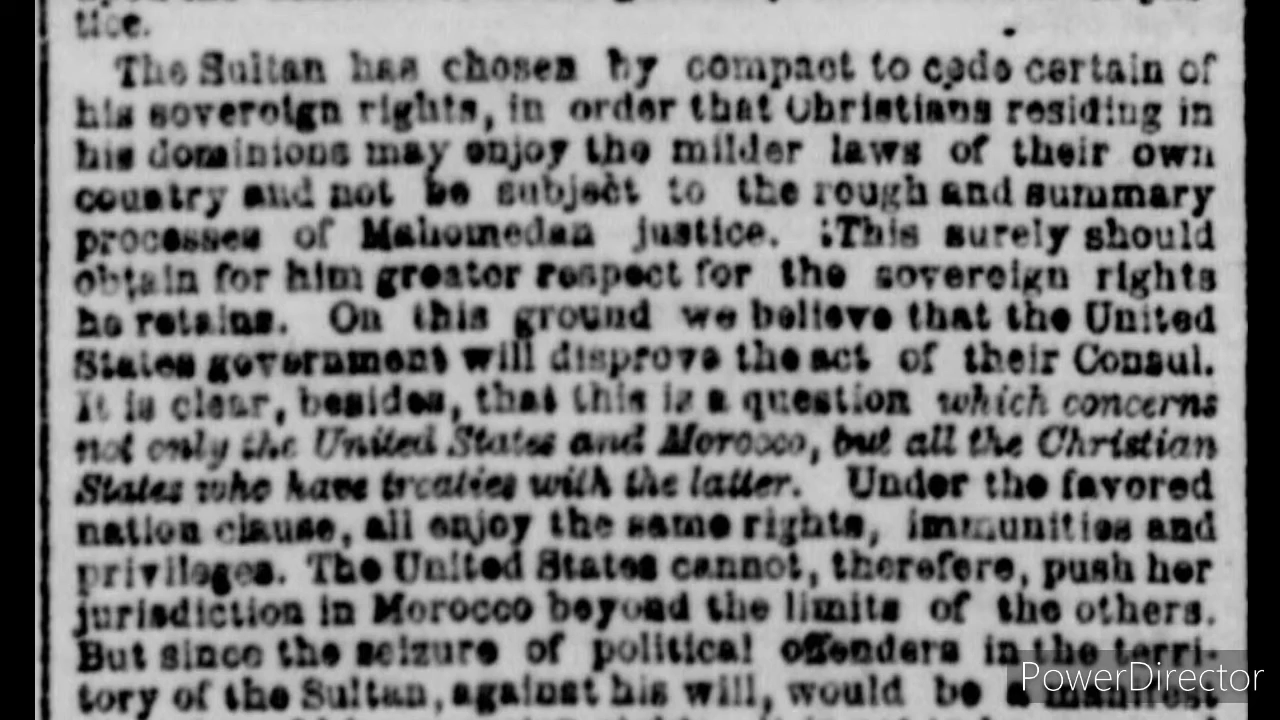 tice.
The Sultan has chosen by compact to cede certain of
his sovereign rights, in order that Christians residing in
his dominions may enjoy the milder laws of their own
country and not be subject to the rough and summary
processes of Mahomedan justice. This surely should
obtain for him greater respect for the sovereign rights
he retains. On this ground we believe that the United
States government will disprove the act of their Consul.
It is clear, besides, that this is a question which concerns
not only the United States and Morocco, but all the Christian
States who have treaties with the latter. Under the favored
nation clause, all enjoy the same rights, immunities and
privileges. The United States cannot, therefere, push her
jurisdiction in Morocco beyond the limits of the others.
But since the seizure of political offenders in the terri-
tory of the Sultan, against his will, would be a manifest
PowerDirector